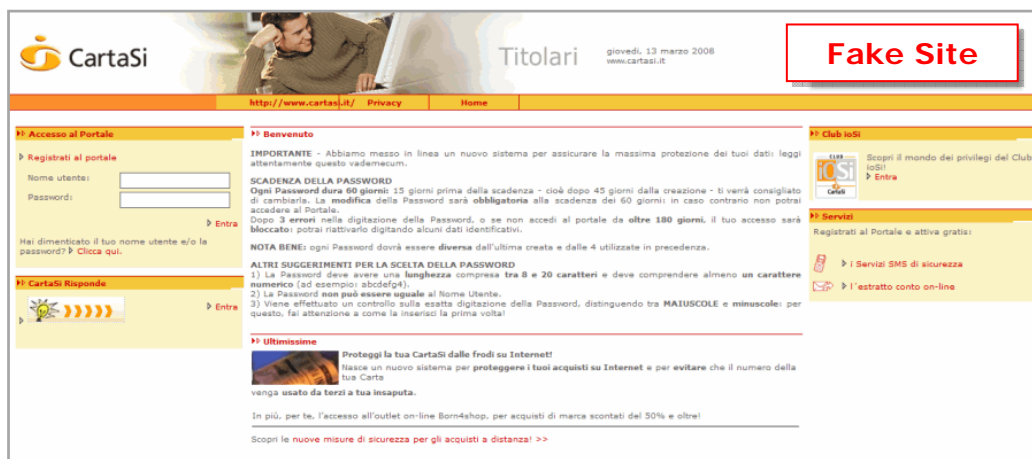 CartaSi
Titolari
giovedì, 13 marzo 2008
www.cartasi.it
Fake Site
http://www.cartasi.it/ Privacy Home
Accesso al Portale
Registrati al portale
Nome utente:
Password:
Entra
Hai dimenticato il tuo nome utente e/o la
password? Clicca qui.
CartaSi Risponde
Entra
Benvenuto
IMPORTANTE - Abbiamo messo in linea un nuovo sistema per assicurare la massima protezione dei tuoi dati: leggi
attentamente questo vademecum.
SCADENZA DELLA PASSWORD
Ogni Password dura 60 giorni: 15 giorni prima della scadenza - cioè dopo 45 giorni dalla creazione - ti verrà consigliato
di cambiarla. La modifica della Password sarà obbligatoria alla scadenza dei 60 giorni: in caso contrario non potrai
accedere al Portale.
Dopo 3 errori nella digitazione della Password, o se non accedi al portale da oltre 180 giorni, il tuo accesso sarà
bloccato: potrai riattivarlo digitando alcuni dati identificativi.
NOTA BENE: ogni Password dovrà essere diversa dall'ultima creata e dalle 4 utilizzate in precedenza.
ALTRI SUGGERIMENTI PER LA SCELTA DELLA PASSWORD
1) La Password deve avere una lunghezza compresa tra 8 e 20 caratteri e deve comprendere almeno un carattere
numerico (ad esempio: abcdefg4).
2) La Password non può essere uguale al Nome Utente.
3) Viene effettuato un controllo sulla esatta digitazione della Password, distinguendo tra MAIUSCOLE e minuscole: per
questo, fai attenzione a come la inserisci la prima volta!
Ultimissime
Proteggi la tua CartaSi dalle frodi su Internet!
Nasce un nuovo sistema per proteggere i tuoi acquisti su Internet e per evitare che il numero della
tua Carta
venga usato da terzi a tua insaputa.
In più, per te, l'accesso all'outlet on-line Born4shop, per acquisti di marca scontati del 50% e oltre!
Scopri le nuove misure di sicurezza per gli acquisti a distanza! >>
Club ioSi
CLUB
ioSi
CartaSi
Scopri il mondo dei privilegi del Club
ioSi!
Entra
Servizi
Registrati al Portale e attiva gratis:
i Servizi SMS di sicurezza
l'estratto conto on-line